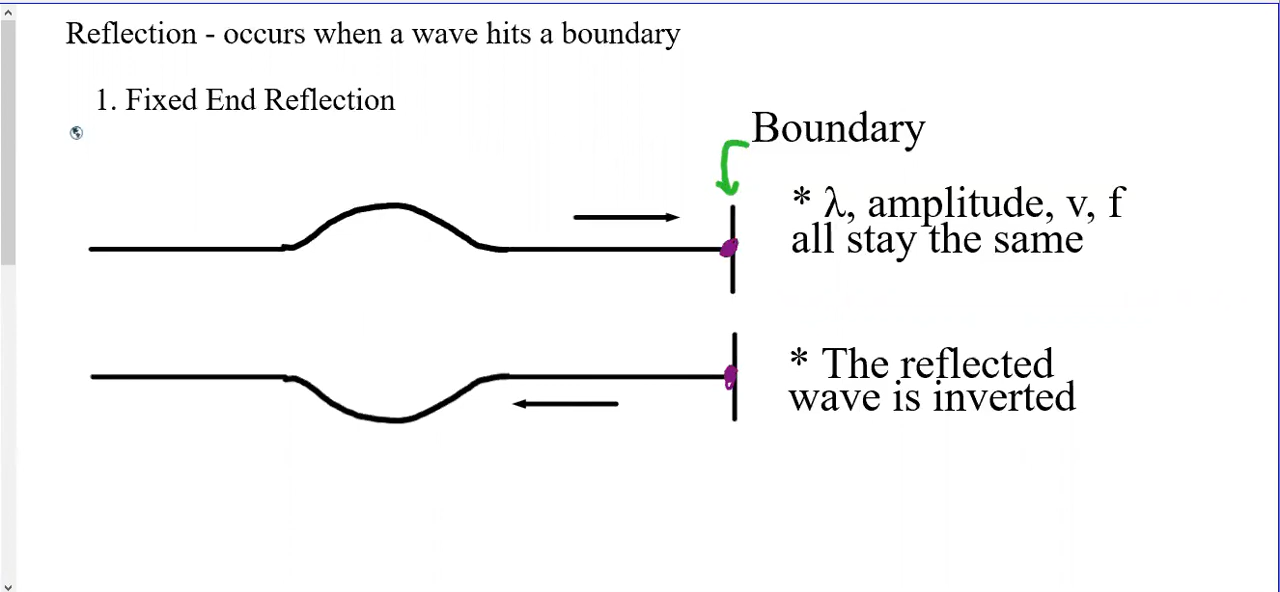 Reflection - occurs when a wave hits a boundary
1. Fixed End Reflection
Boundary
* λ, amplitude, v, f
all stay the same
* The reflected
wave is inverted